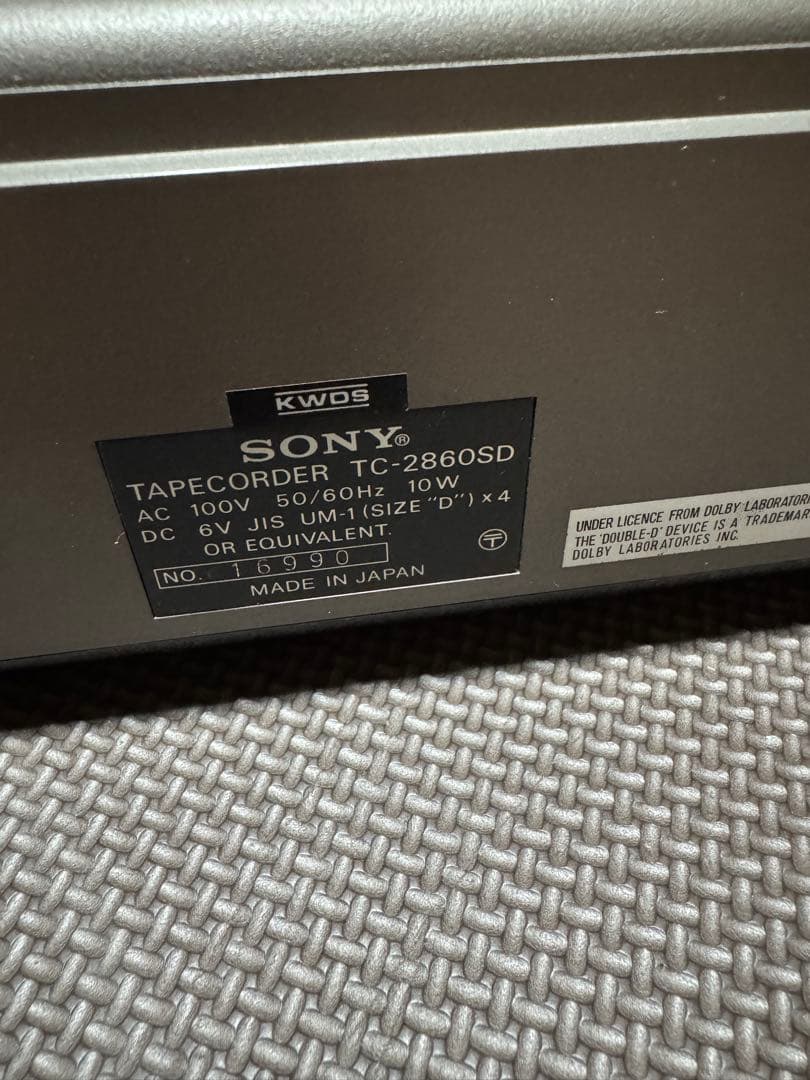 KWDS
SONY®
TAPECORDER TC-2860SD
AC 100V 50/60Hz 10W
DC 6V JIS UM-1 (SIZE "D") x 4
OR EQUIVALENT.
NO. 16990
MADE IN JAPAN
UNDER LICENCE FROM DOLBY LABORATOR
THE 'DOUBLE-D' DEVICE IS A TRADEMAR
DOLBY LABORATORIES INC.